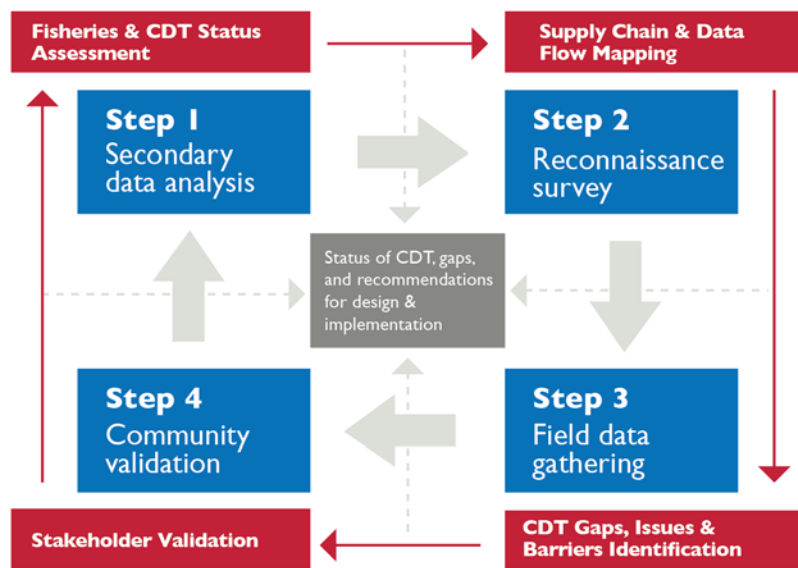 Fisheries & CDT Status
Assessment
Supply Chain & Data
Flow Mapping
Step 1
Secondary
data analysis
Step 2
Reconnaissance
survey
Status of CDT, gaps,
and recommendations
for design &
implementation
Step 4
Community
validation
Step 3
Field data
gathering
Stakeholder Validation
CDT Gaps, Issues &
Barriers Identification